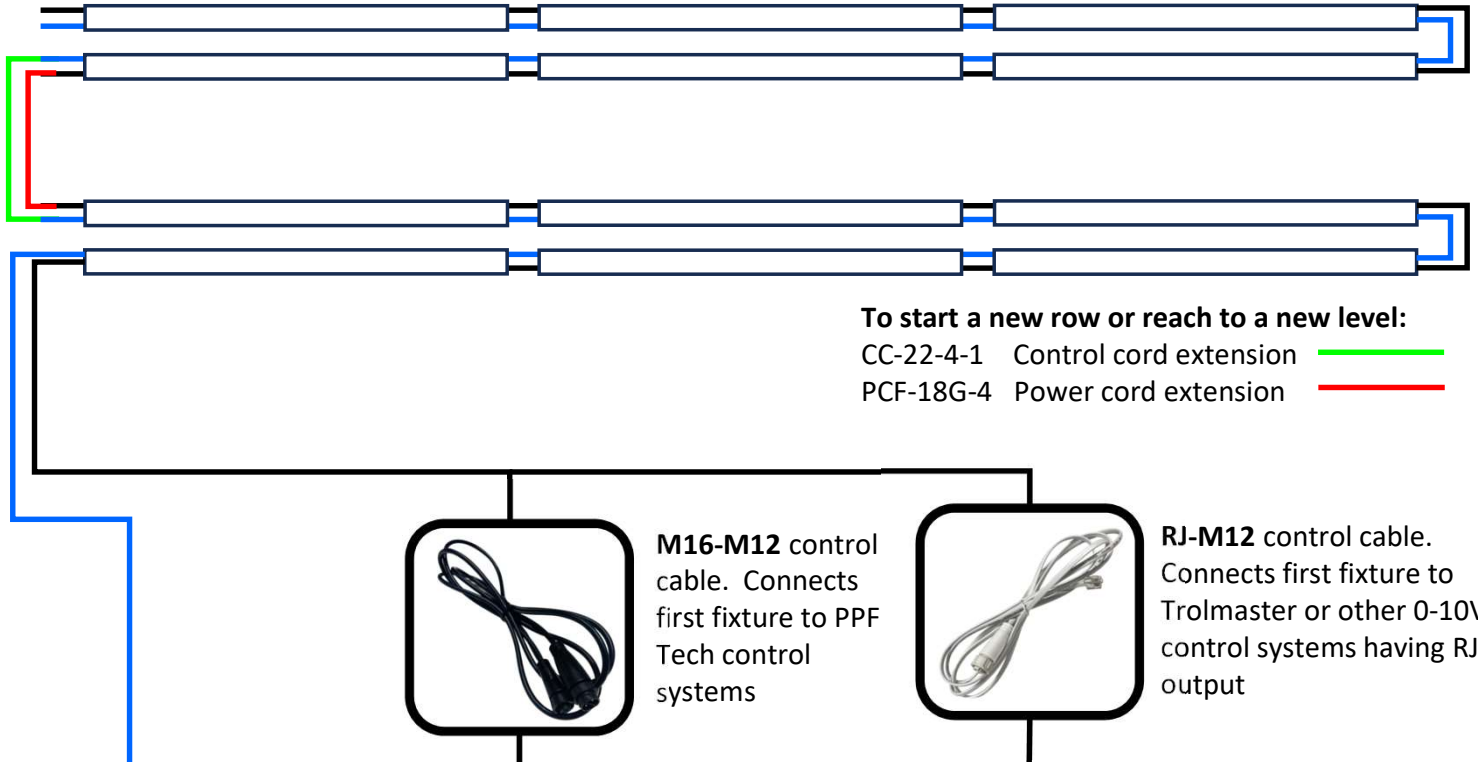 To start a new row or reach to a new level:
CC-22-4-1 Control cord extension
PCF-18G-4 Power cord extension
M16-M12 control
cable. Connects
first fixture to PPF
Tech control
systems
RJ-M12 control cable.
Connects first fixture to
Trolmaster or other 0-10V
control systems having RJ
output